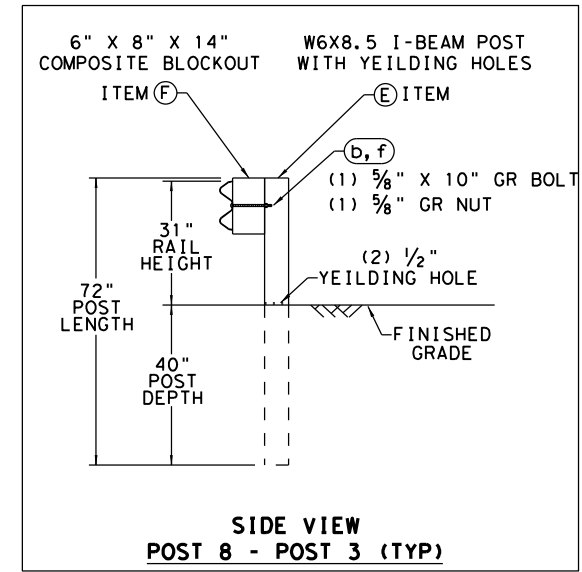 6" X 8" X 14"
COMPOSITE BLOCKOUT
ITEM F
W6X8.5 I-BEAM POST
WITH YEILDING HOLES
E ITEM
b, f
(1) ⅝" X 10" GR BOLT
(1) ⅝" GR NUT
31"
RAIL
HEIGHT
(2) ½"
YEILDING HOLE
72"
POST
LENGTH
FINISHED
GRADE
40"
POST
DEPTH
SIDE VIEW
POST 8 - POST 3 (TYP)